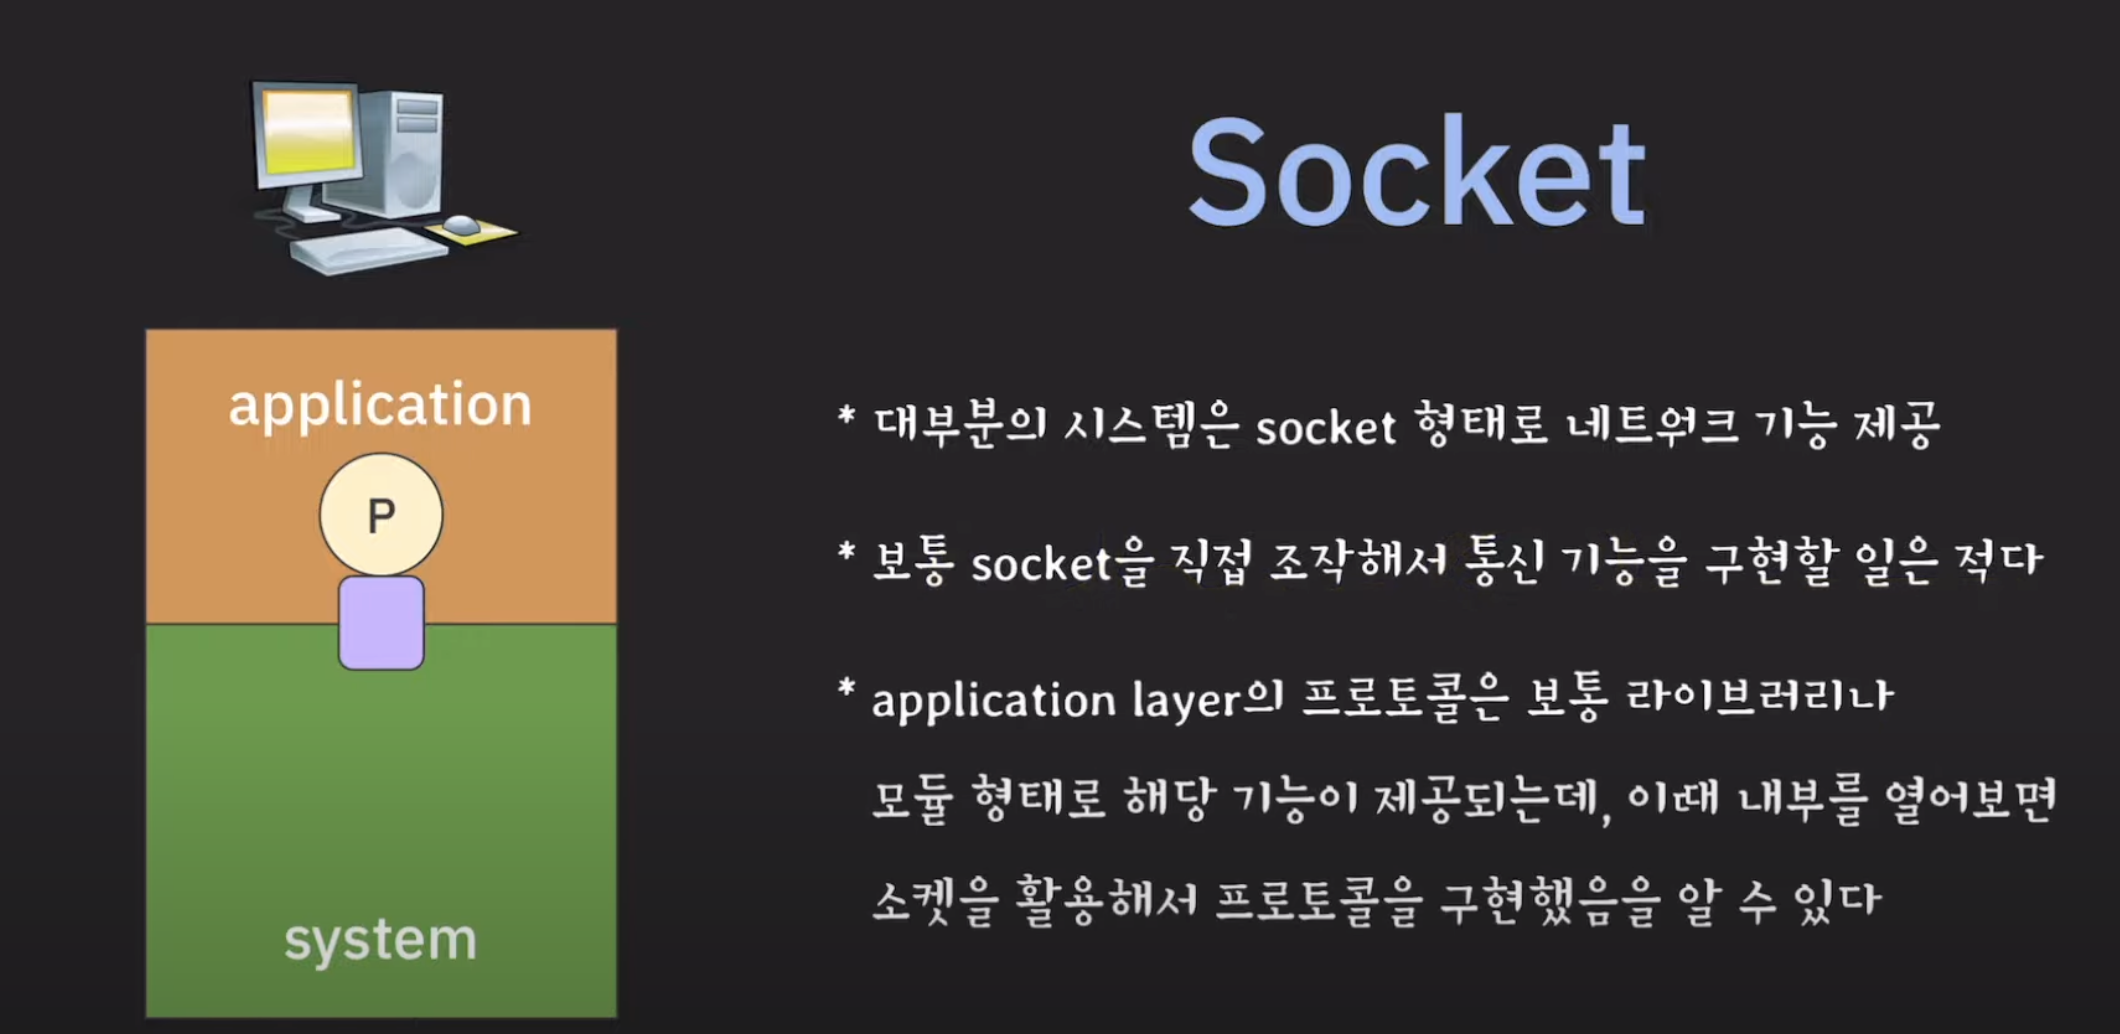 Socket
application
P
system
* 대부분의 시스템은 socket 형태로 네트워크 기능 제공
* 보통 socket을 직접 조작해서 통신 기능을 구현할 일은 적다
* application layer의 프로토콜은 보통 라이브러리나
모듈 형태로 해당 기능이 제공되는데, 이때 내부를 열어보면
소켓을 활용해서 프로토콜을 구현했음을 알 수 있다